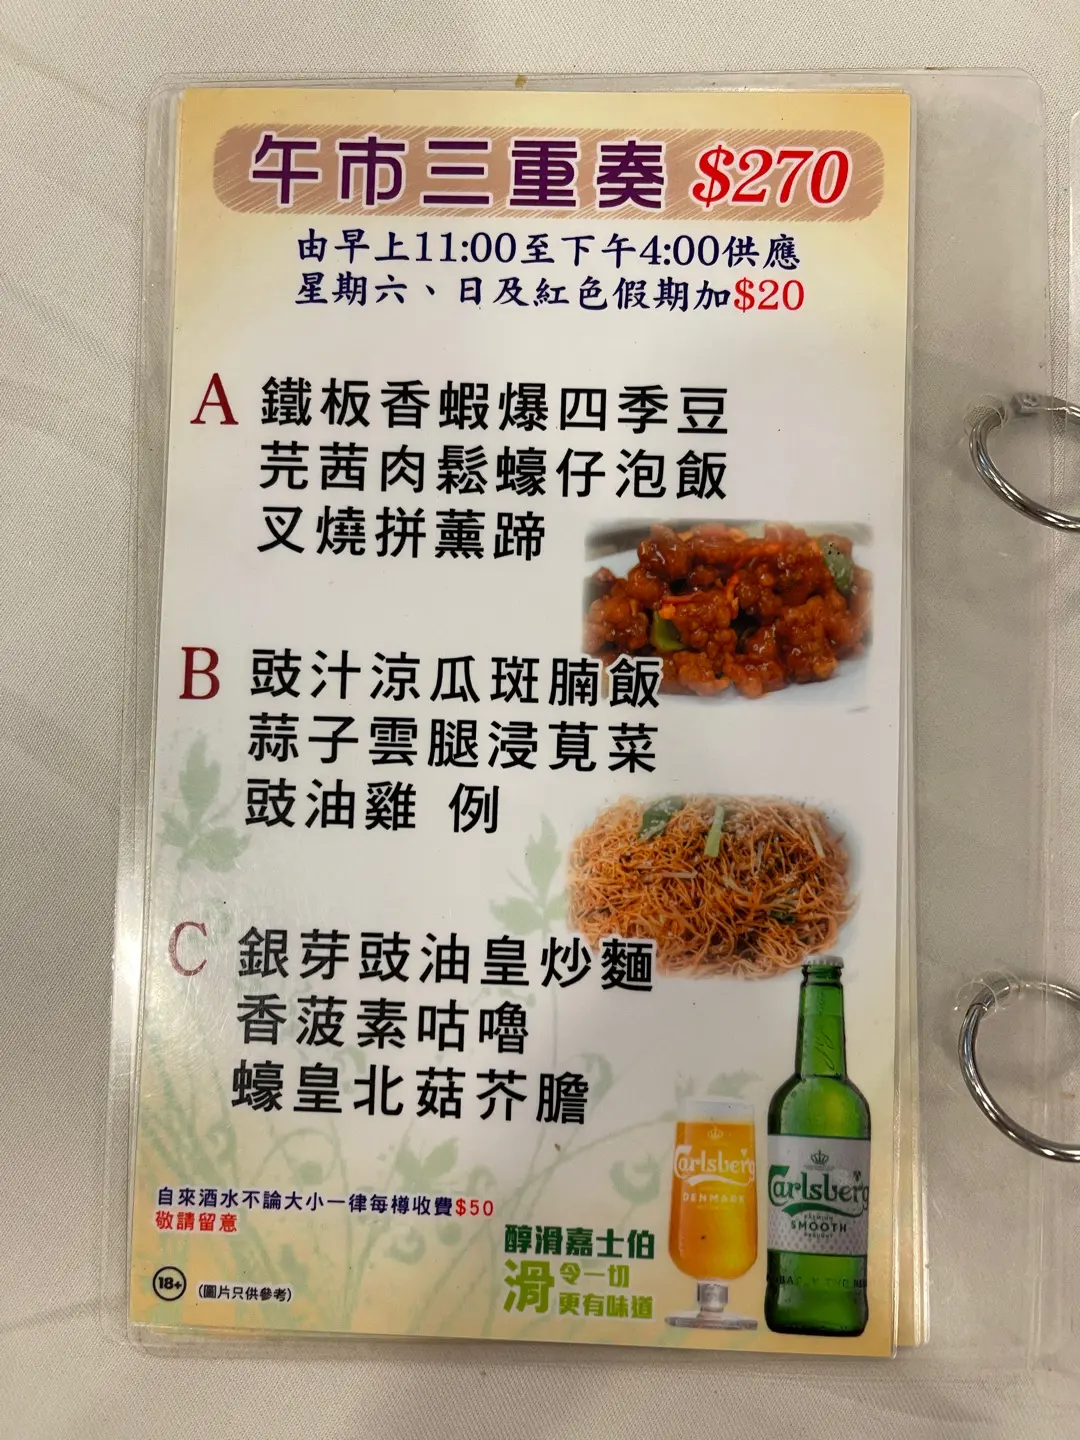 午市三重奏 $270
由早上11:00至下午4:00供應
星期六、日及紅色假期加$20
A 鐵板香蝦爆四季豆
芫茜肉鬆蠔仔泡飯
叉燒拼薰蹄
B 豉汁涼瓜斑腩飯
蒜子雲腿浸莧菜
豉油雞 例
C 銀芽豉油皇炒麵
香菠素咕嚕
蠔皇北菇芥膽
自來酒水不論大小一律每樽收費$50
敬請留意
18+ (圖片只供參考)
醇滑嘉士伯
滑令一切
更有味道
Carlsberg
DENMARK
Carlsberg
SMOOTH